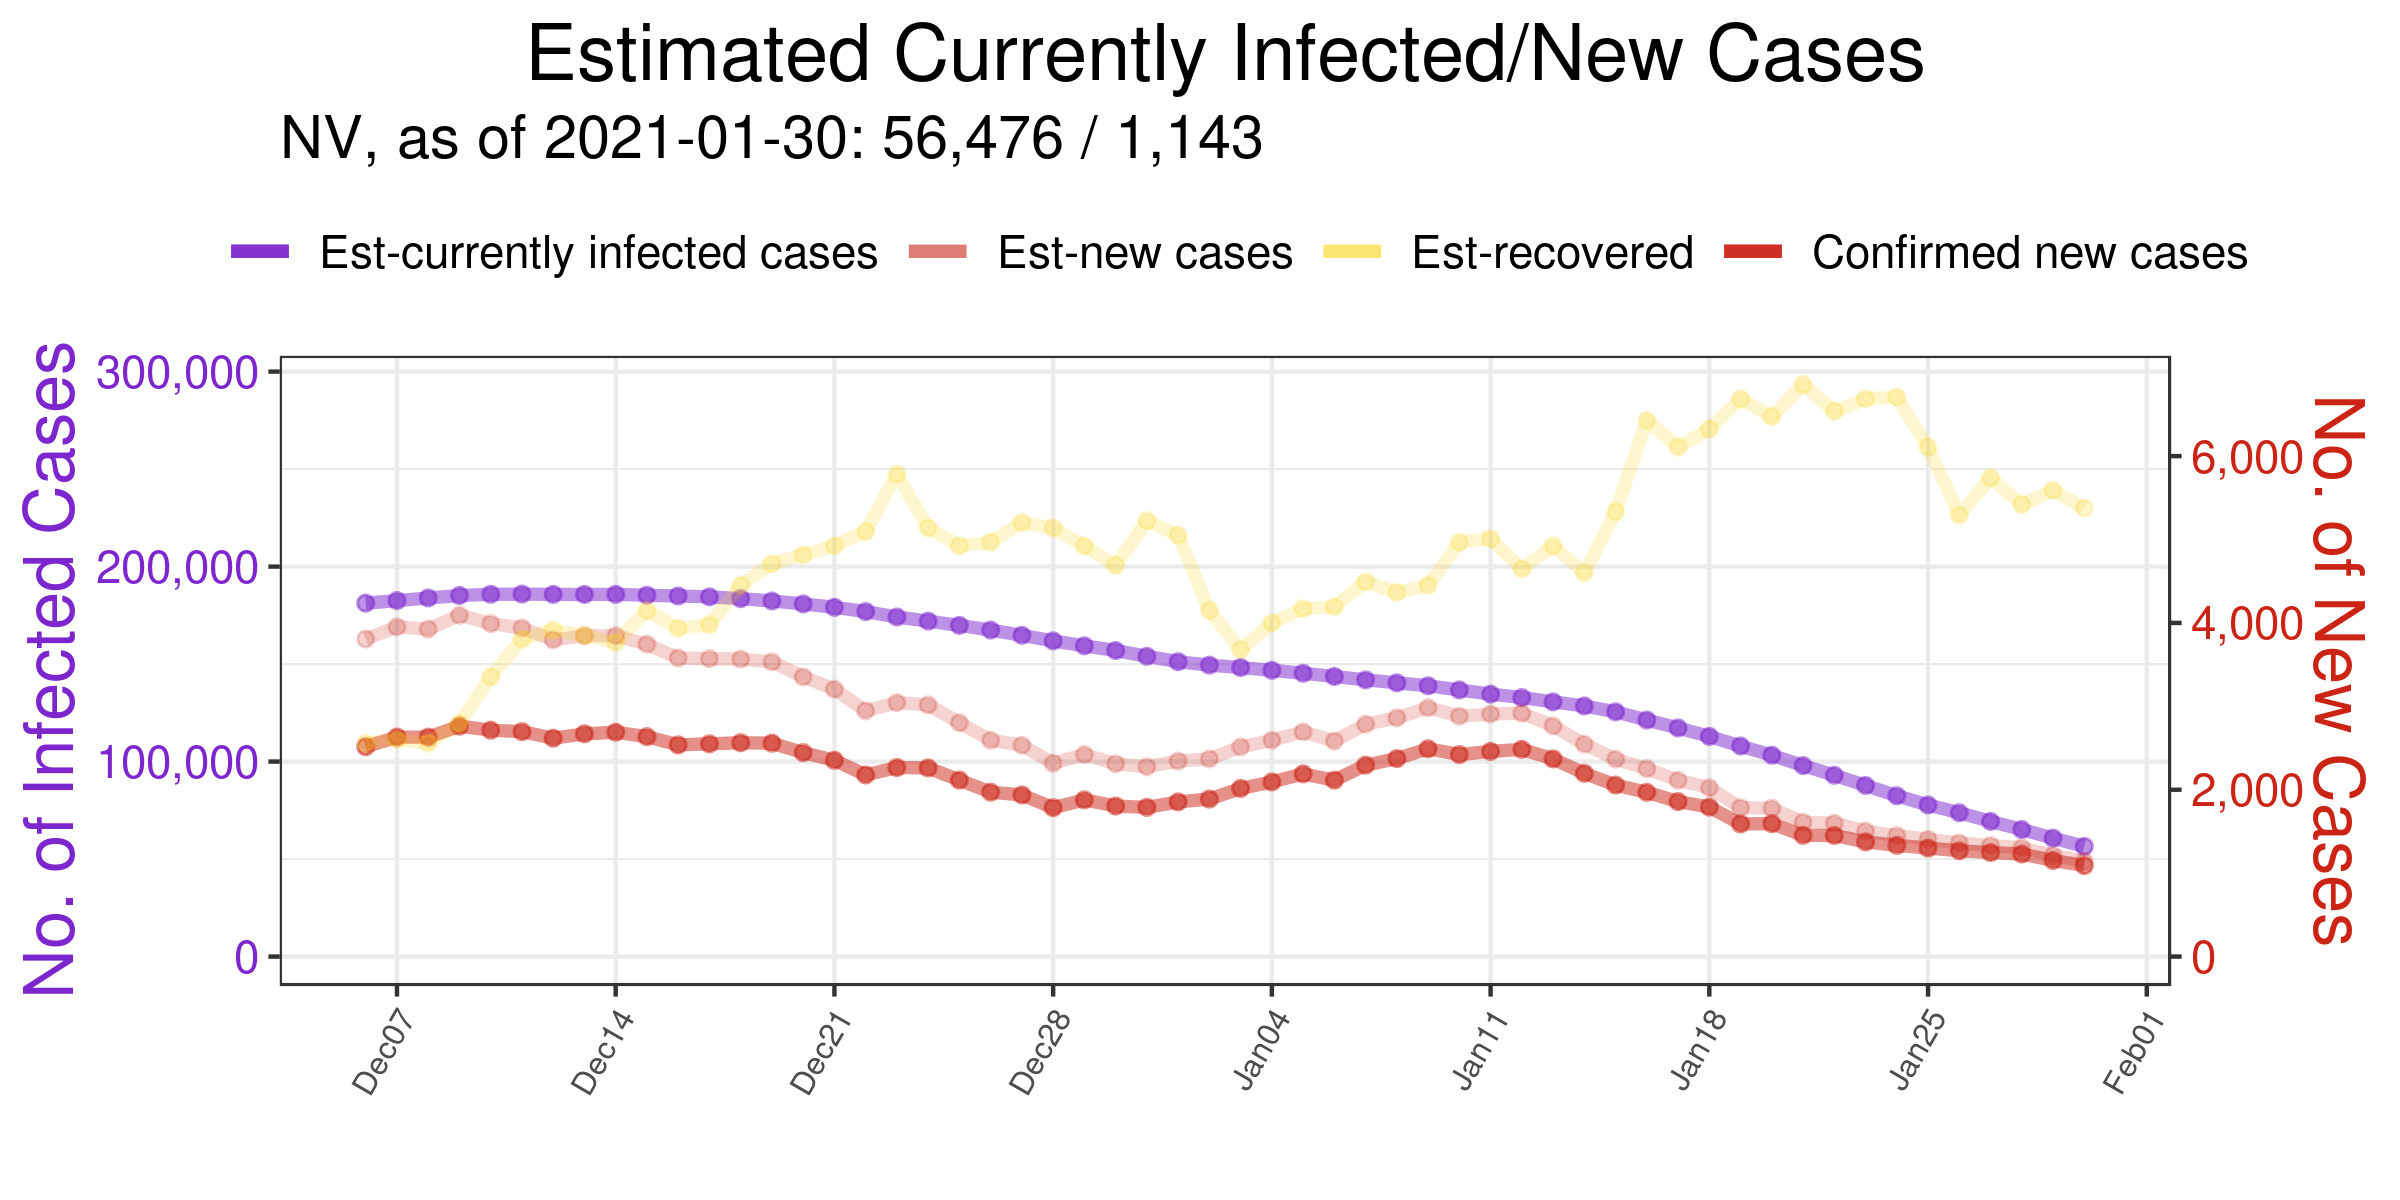 Estimated Currently Infected/New Cases
NV, as of 2021-01-30: 56,476 / 1,143
Est-currently infected cases Est-new cases Est-recovered Confirmed new cases
No. of Infected Cases
300,000
200,000
100,000
0
6,000
4,000
2,000
0
No. of New Cases
Dec07 Dec14 Dec21 Dec28 Jan04 Jan11 Jan18 Jan25 Feb01